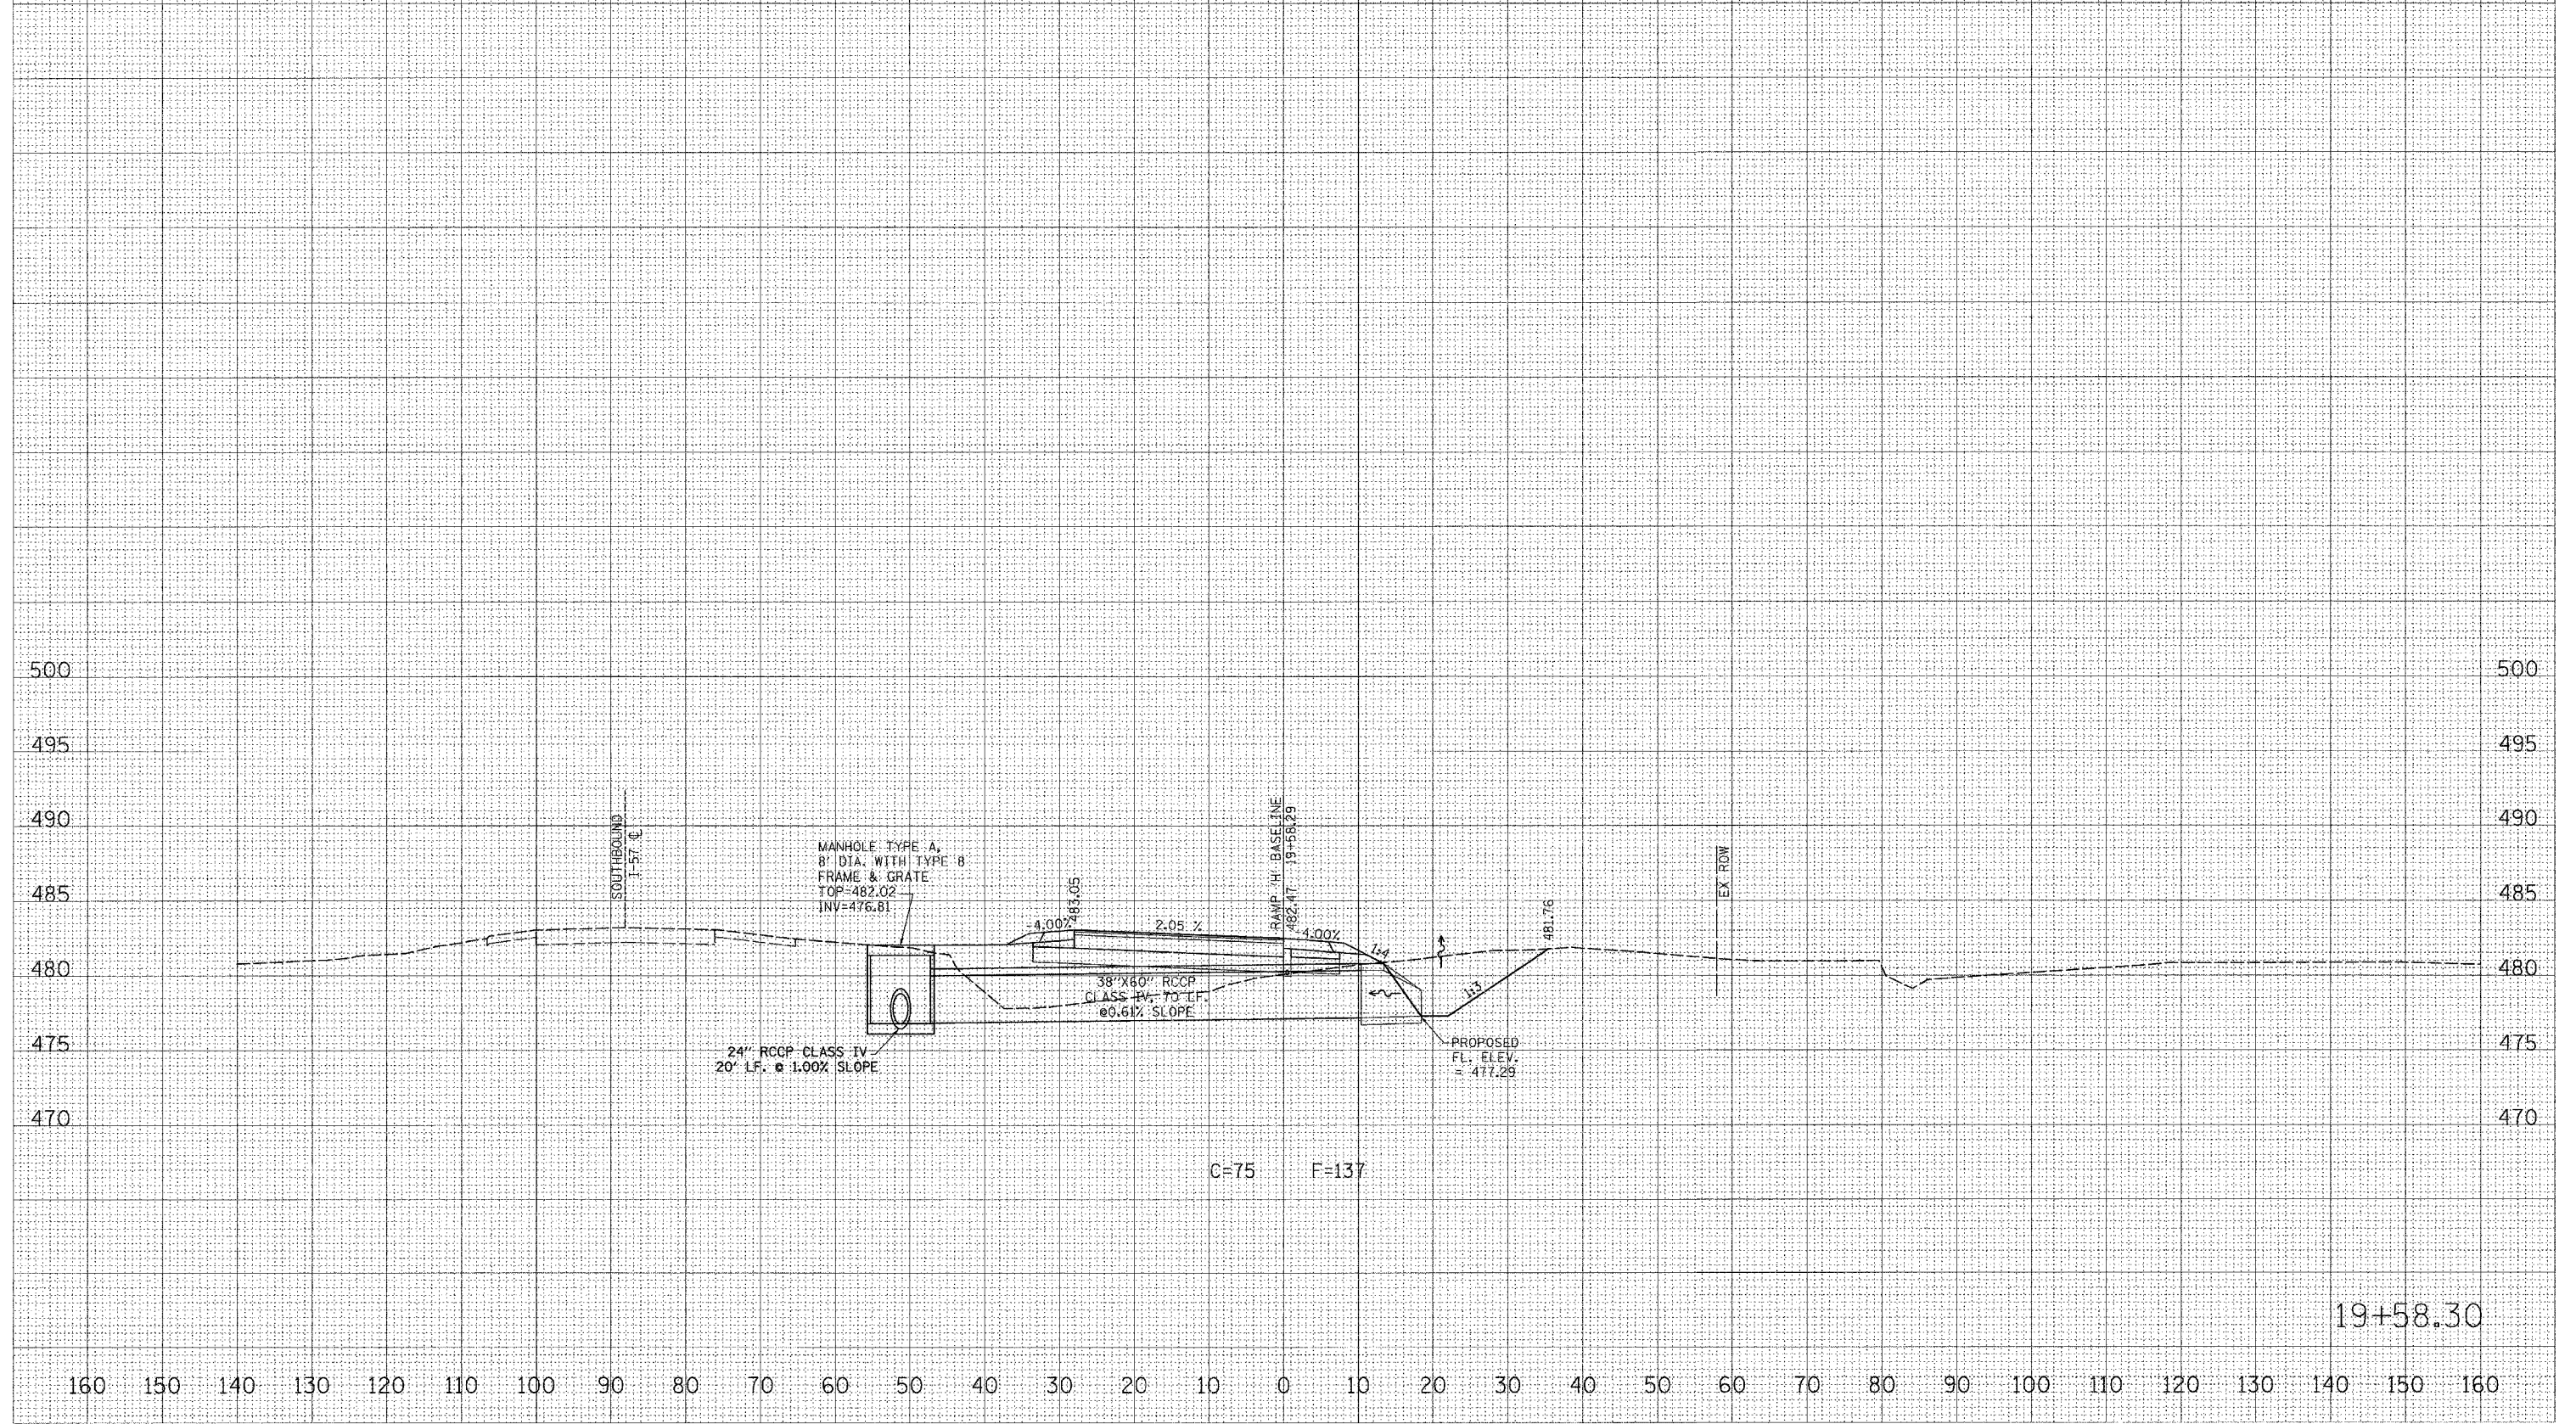 500
500
495
495
490
490
SOUTHBOUND
I-57 ℄
MANHOLE TYPE A,
8' DIA. WITH TYPE 8
FRAME & GRATE
TOP=482.02
INV=476.81
RAMP 'H' BASELINE
482.47 19+58.29
EX ROW
485
485
483.05
481.76
-4.00%
2.05 %
-4.00%
1:4
480
480
38"X60" RCCP
CLASS IV, 70 LF.
@0.61% SLOPE
1:3
475
475
24" RCCP CLASS IV
20' LF. @ 1.00% SLOPE
PROPOSED
FL. ELEV.
= 477.29
470
470
C=75 F=137
19+58.30
160 150 140 130 120 110 100 90 80 70 60 50 40 30 20 10 0 10 20 30 40 50 60 70 80 90 100 110 120 130 140 150 160